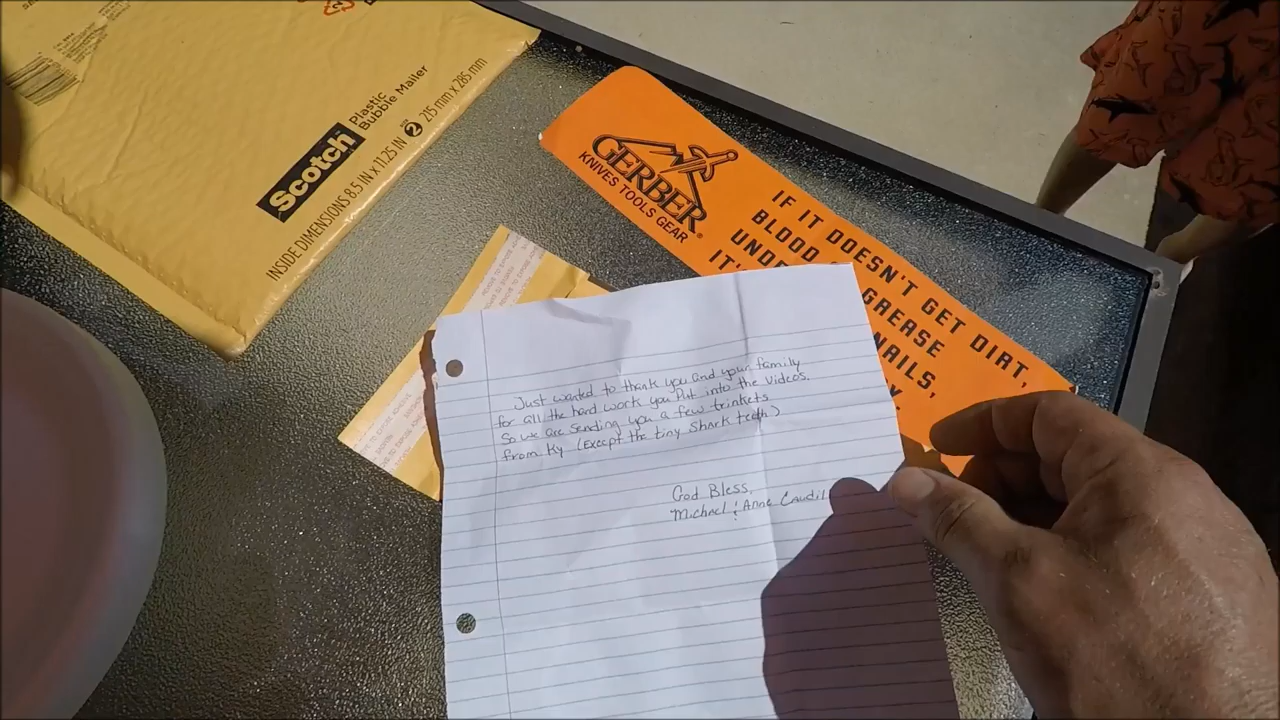 Scotch
Plastic
Bubble Mailer
INSIDE DIMENSIONS 8.5 IN x 11.25 IN 2 215 mm x 285 mm
GERBER
KNIVES TOOLS GEAR
IF IT DOESN'T GET DIRT,
BLOOD GREASE
UNDE NAILS,
IT'
Just wanted to thank you and your family
for all the hard work you Put into the videos.
So we are sending you a few trinkets
from Ky (Except the tiny Shark teeth)
God Bless,
Michael & Anne Caudil